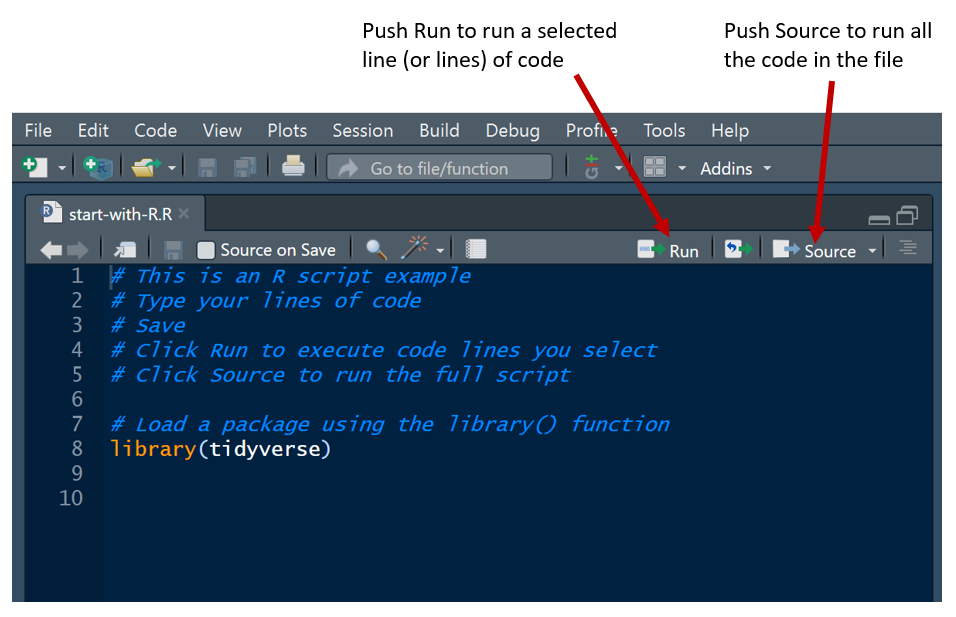 Push Run to run a selected
line (or lines) of code
Push Source to run all
the code in the file
File Edit Code View Plots Session Build Debug Profile Tools Help
Go to file/function Addins
start-with-R.R
Source on Save Run Source
1 # This is an R script example
2 # Type your lines of code
3 # Save
4 # Click Run to execute code lines you select
5 # Click Source to run the full script
6
7 # Load a package using the library() function
8 library(tidyverse)
9
10